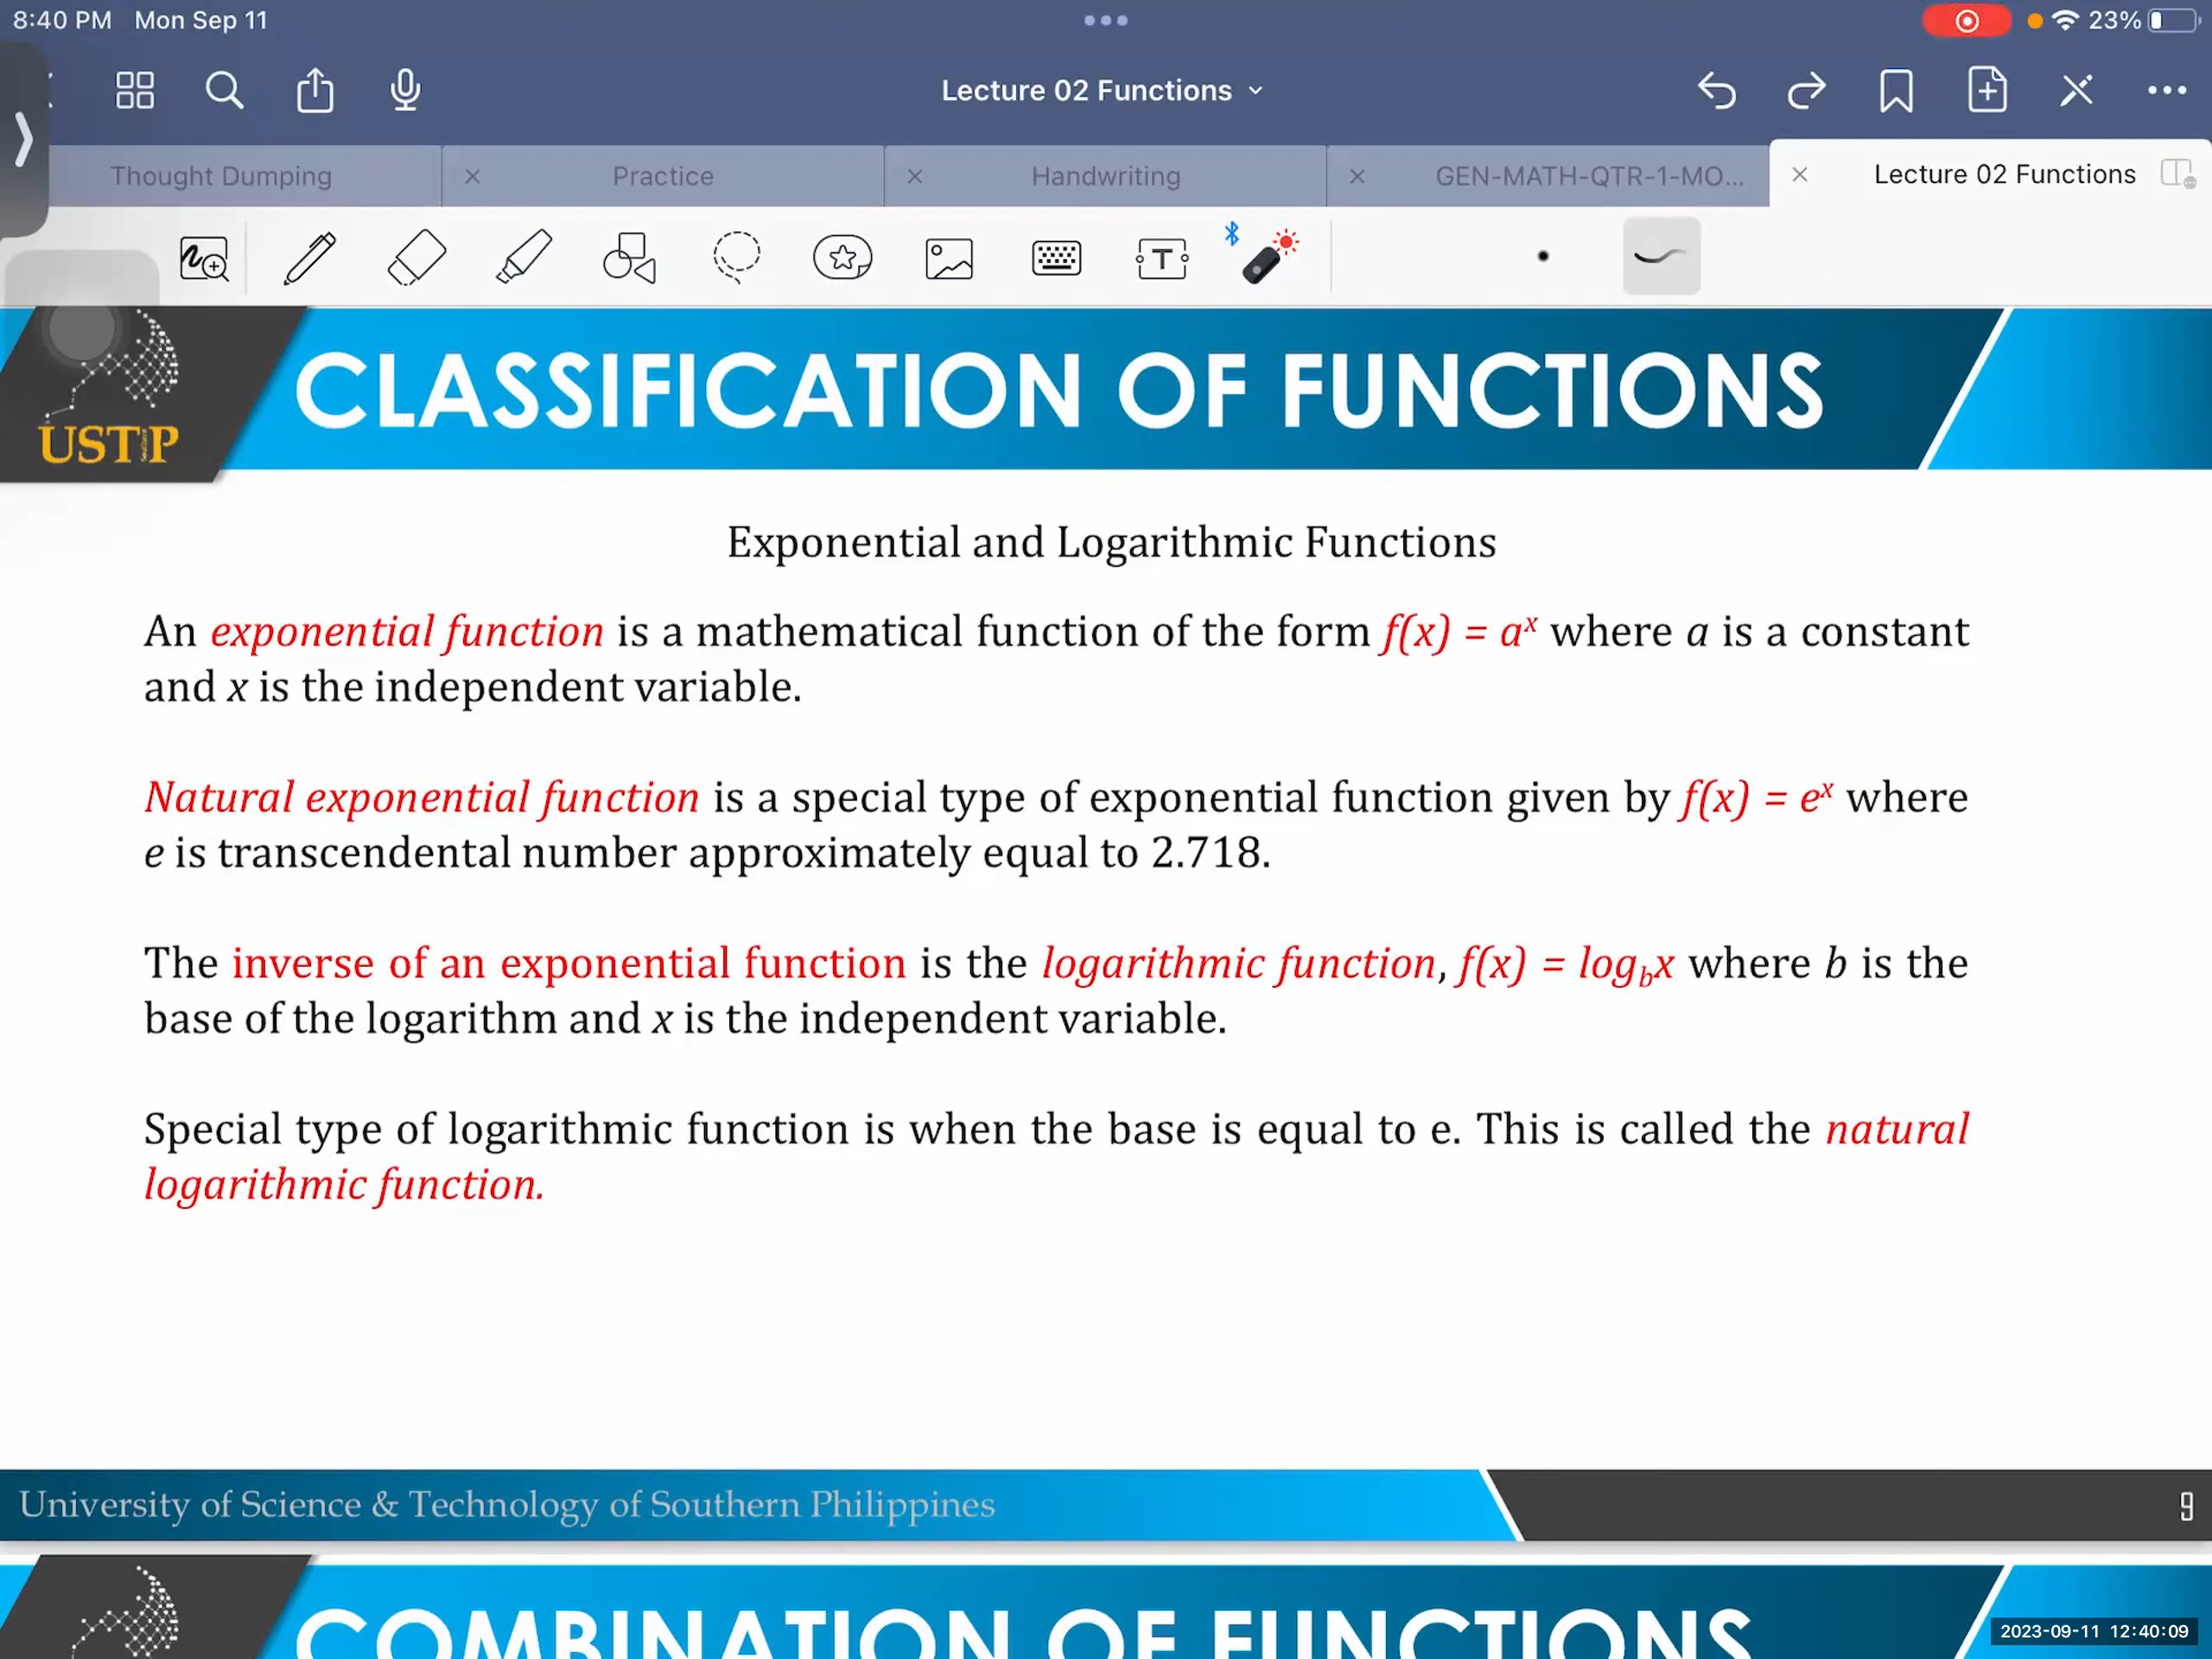 8:40 PM Mon Sep 11
23%
Lecture 02 Functions
Thought Dumping
Practice
Handwriting
GEN-MATH-QTR-1-MO...
Lecture 02 Functions
T
CLASSIFICATION OF FUNCTIONS
USTP
Exponential and Logarithmic Functions
An exponential function is a mathematical function of the form f(x) = aˣ where a is a constant
and x is the independent variable.
Natural exponential function is a special type of exponential function given by f(x) = eˣ where
e is transcendental number approximately equal to 2.718.
The inverse of an exponential function is the logarithmic function, f(x) = log_b x where b is the
base of the logarithm and x is the independent variable.
Special type of logarithmic function is when the base is equal to e. This is called the natural
logarithmic function.
University of Science & Technology of Southern Philippines
9
COMBINATION OF FUNCTIONS
2023-09-11 12:40:09